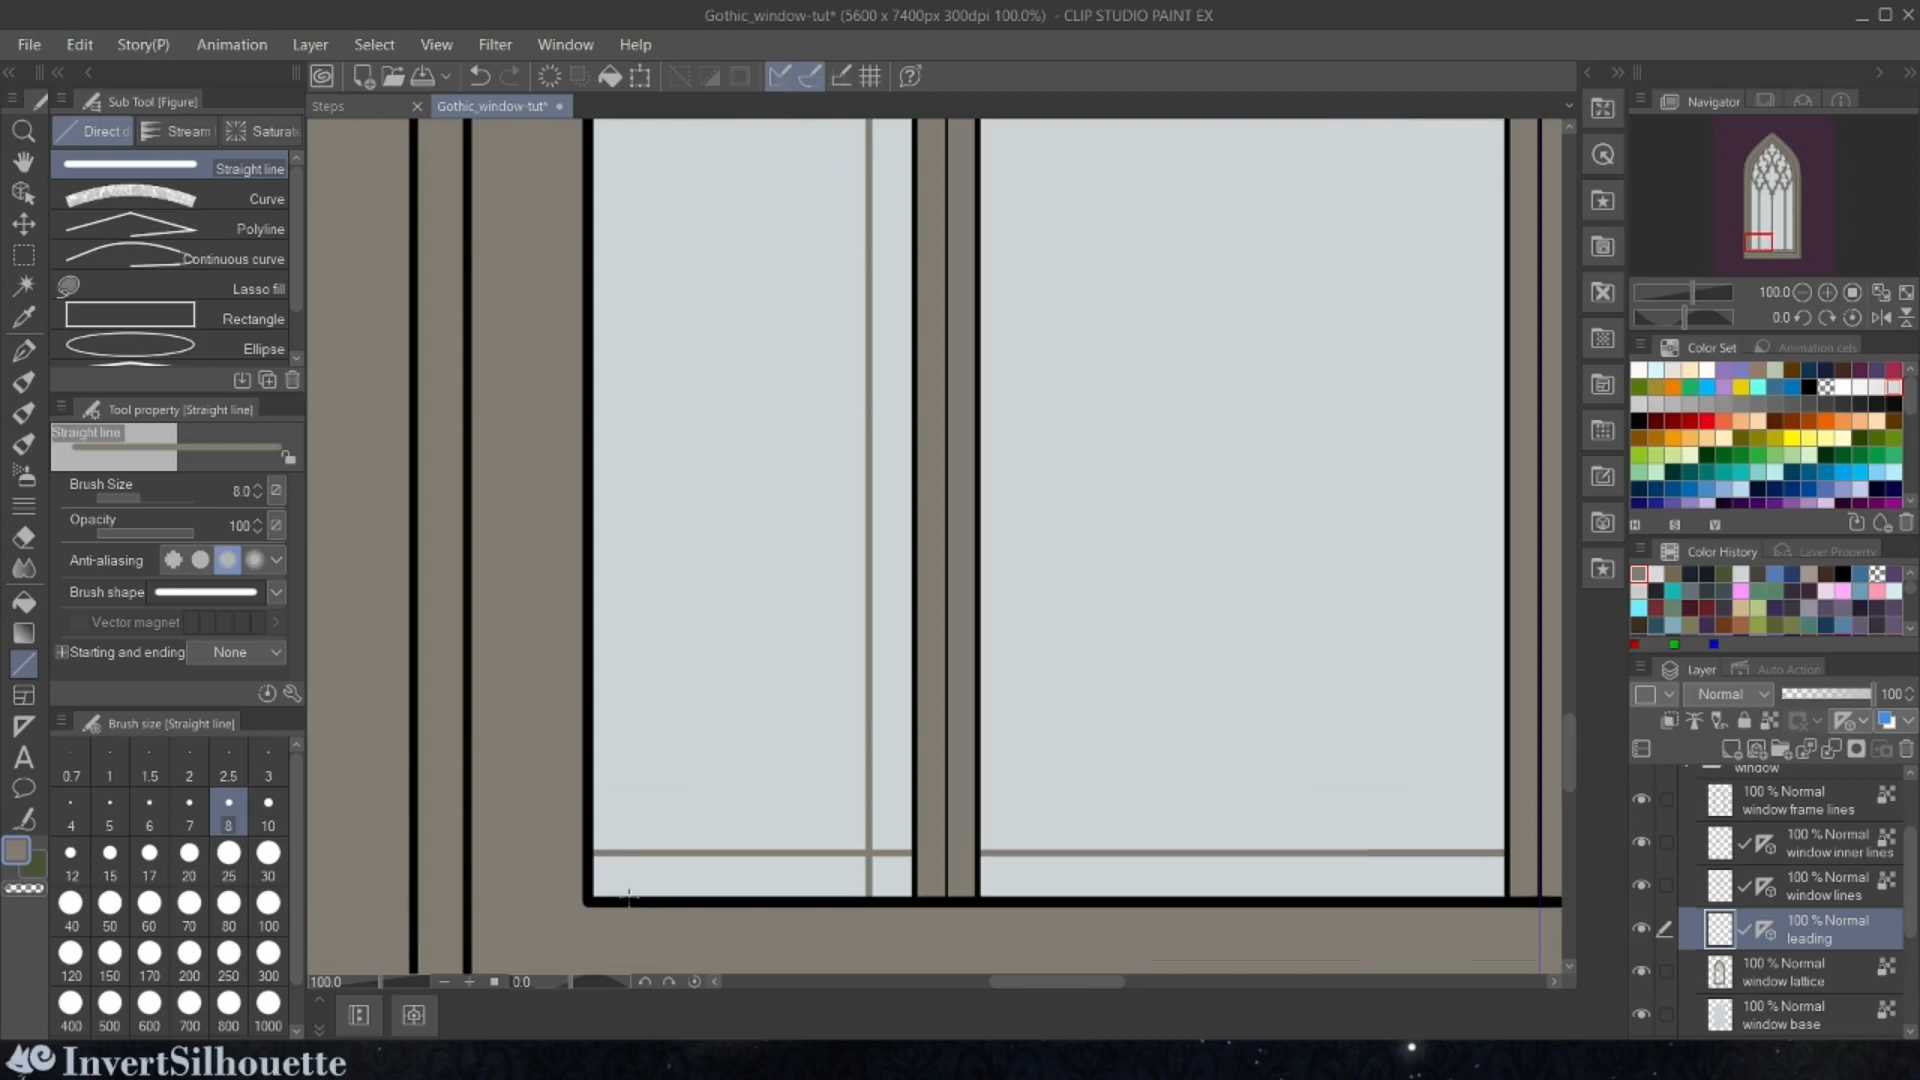 Gothic_window-tut* (5600 x 7400px 300dpi 100.0%) - CLIP STUDIO PAINT EX
File Edit Story(P) Animation Layer Select View Filter Window Help
Sub Tool [Figure]
Steps
Gothic_window-tut*
Navigator
Direct d
Stream
Saturat
Straight line
Curve
Polyline
Continuous curve
Lasso fill
Rectangle
Ellipse
100.0
0.0
Color Set
Animation cels
Tool property [Straight line]
Straight line
Brush Size
8.0
Opacity
100
Anti-aliasing
Brush shape
Vector magnet
Starting and ending
None
H S V
Color History
Layer Property
Brush size [Straight line]
0.7 1 1.5 2 2.5 3
4 5 6 7 8 10
12 15 17 20 25 30
40 50 60 70 80 100
120 150 170 200 250 300
400 500 600 700 800 1000
Layer
Auto Action
Normal
100
window
100 % Normal
window frame lines
100 % Normal
window inner lines
100 % Normal
window lines
100 % Normal
leading
100 % Normal
window lattice
100 % Normal
window base
100.0
0.0
InvertSilhouette